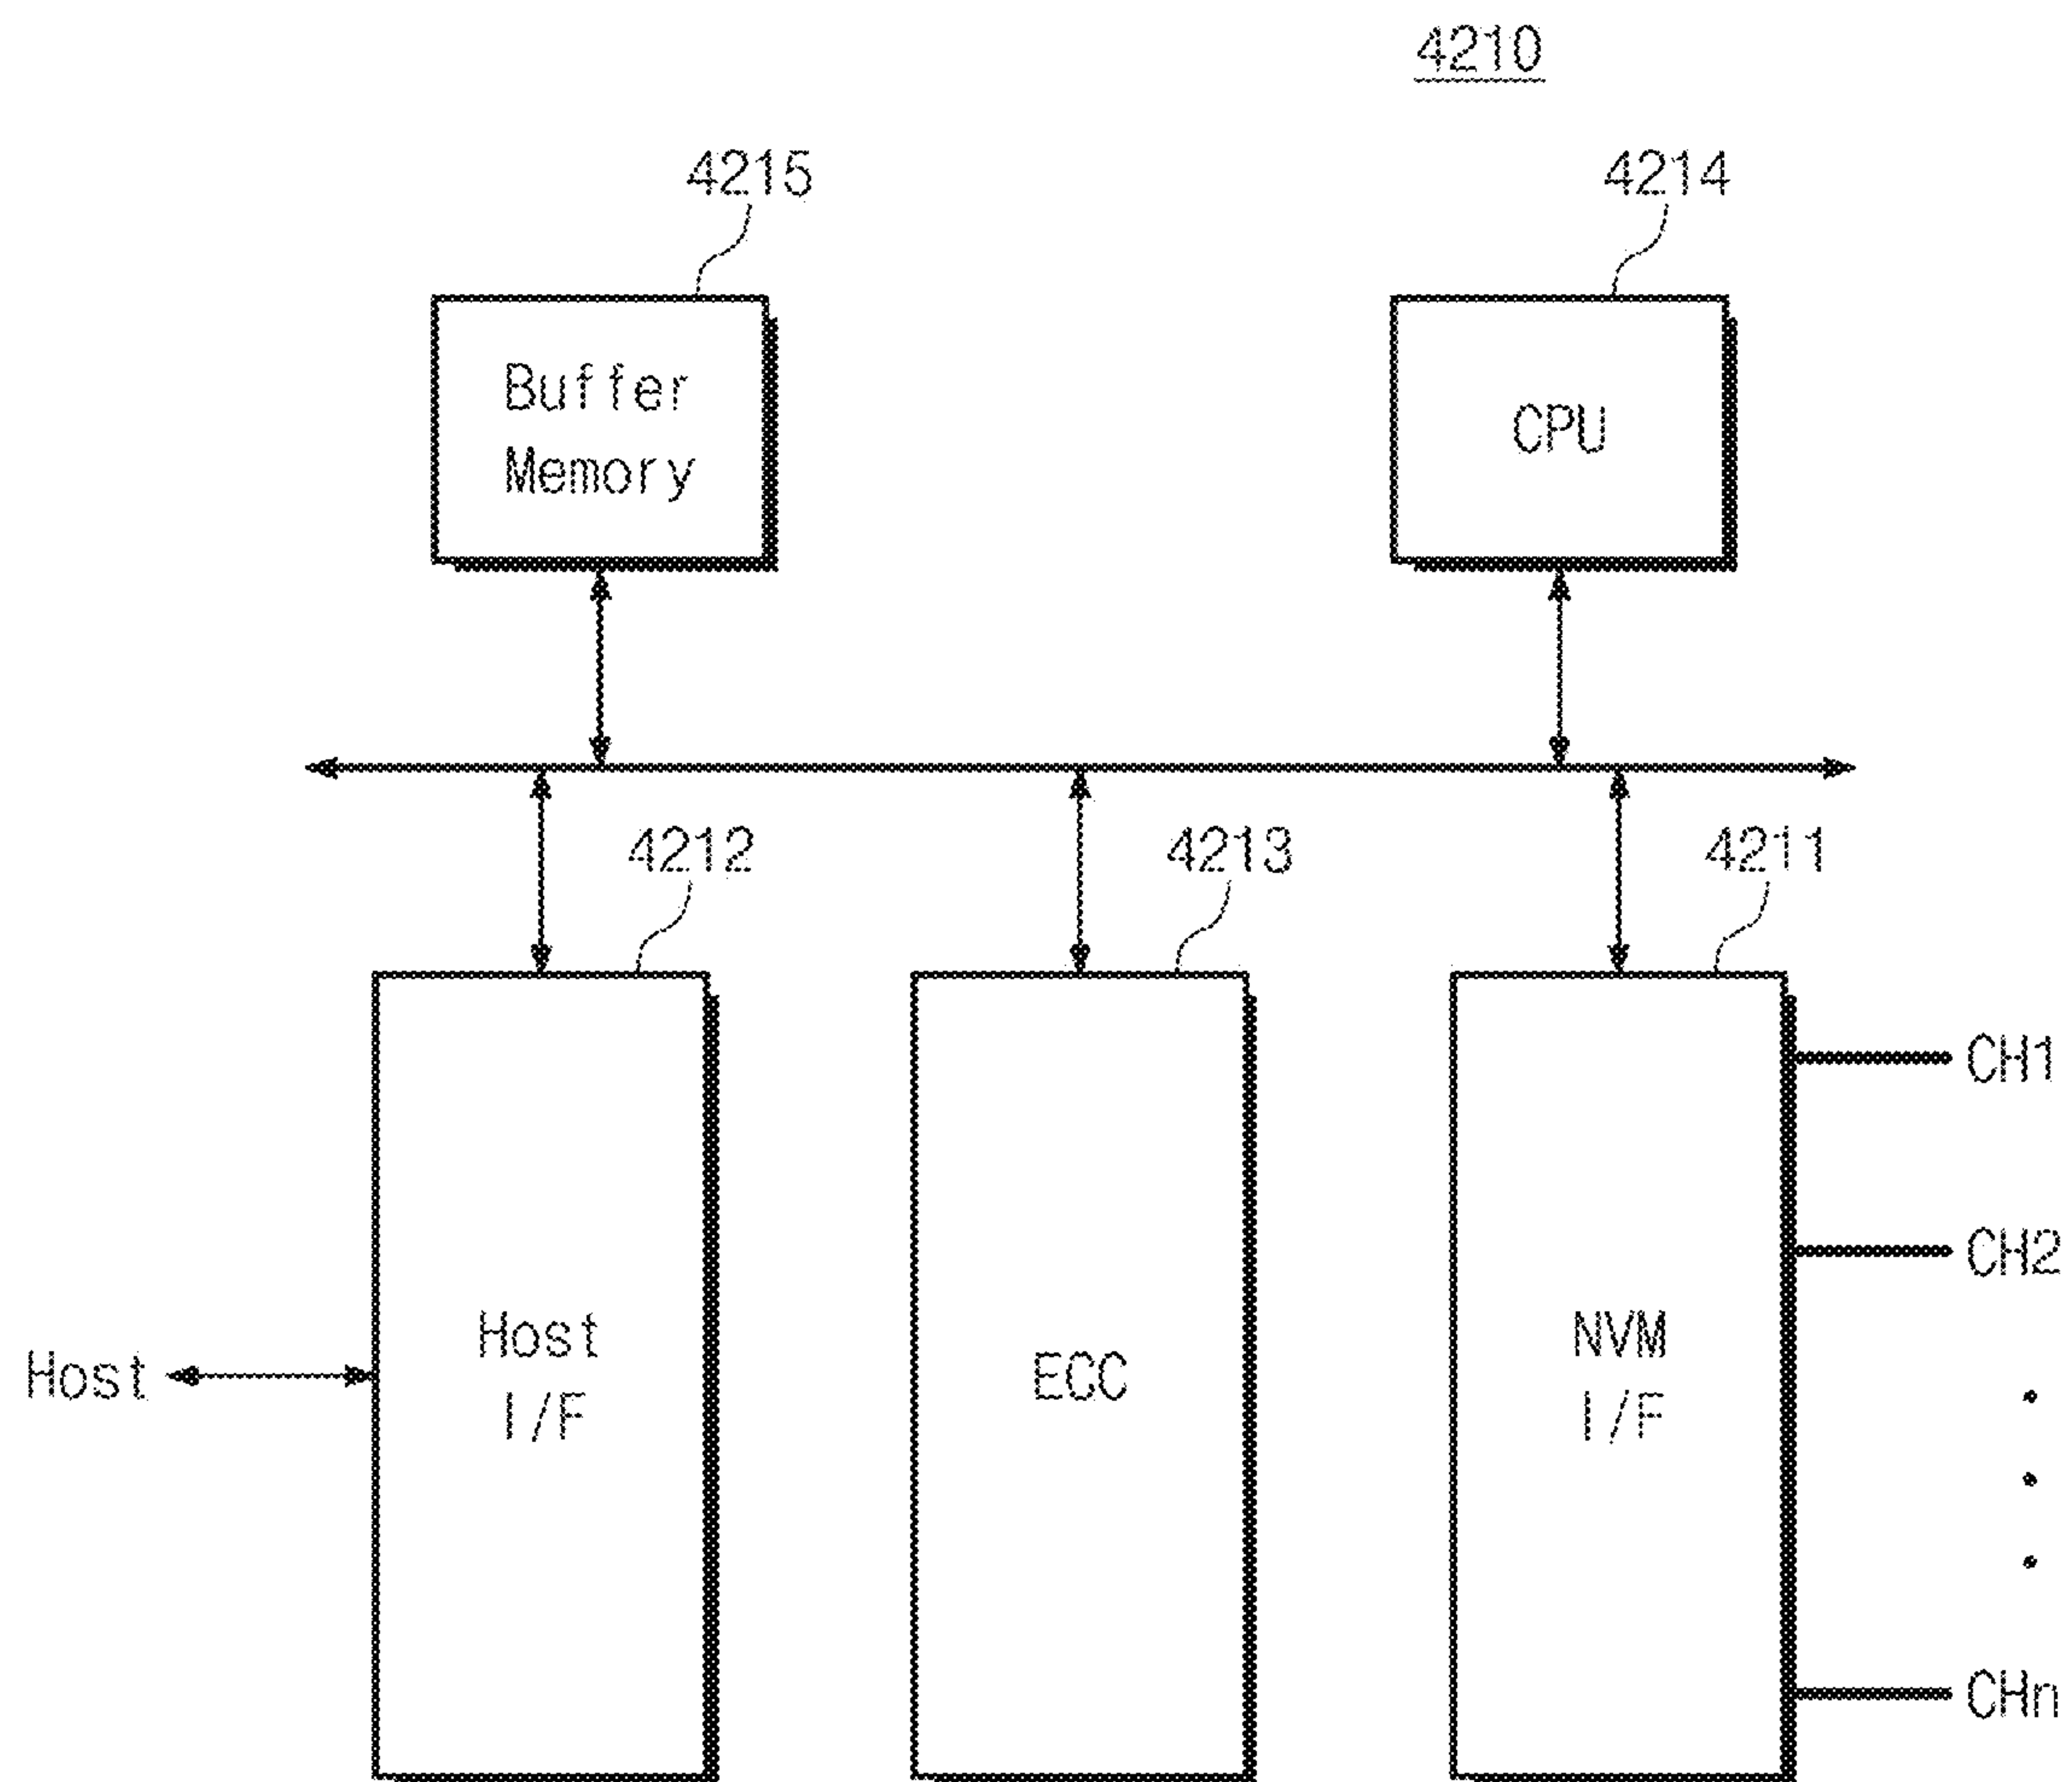 4210
4215
4214
Buffer
Memory
CPU
4212
4213
4211
CH1
CH2
Host
Host
I/F
ECC
NVM
I/F
CHn